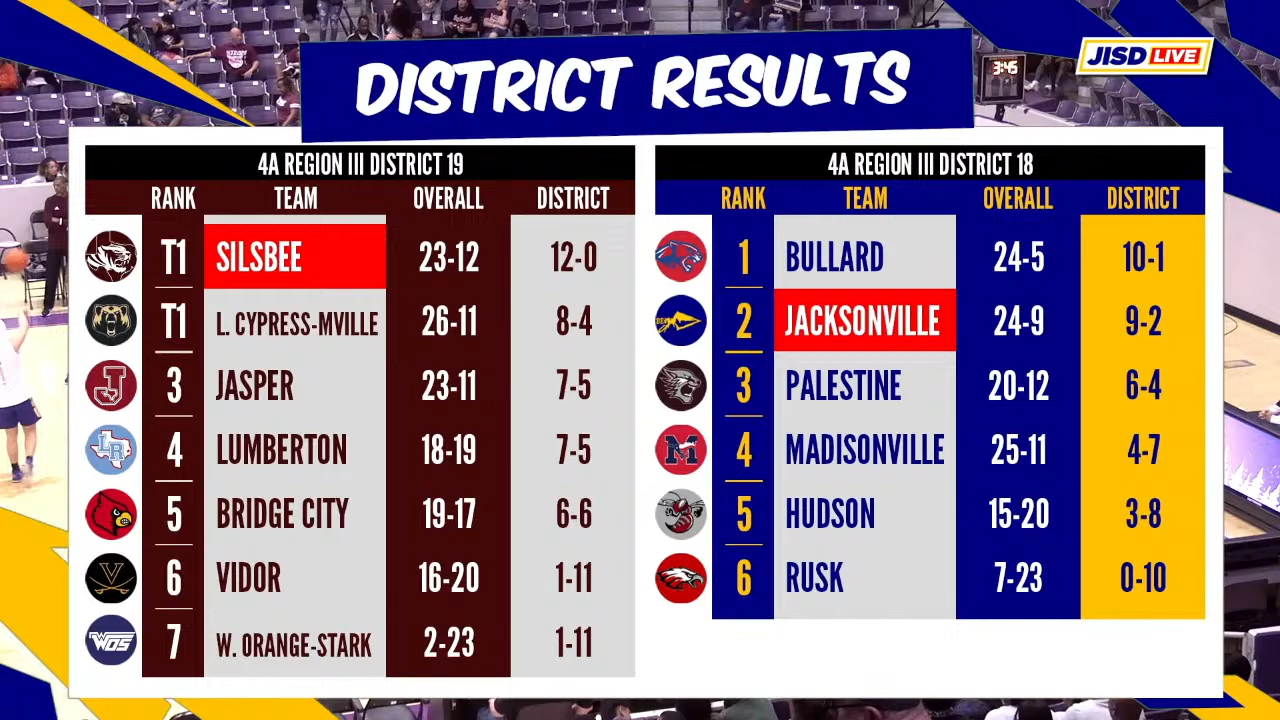 DISTRICT RESULTS
JISD LIVE
3:45
4A REGION III DISTRICT 19
RANK TEAM OVERALL DISTRICT
T1 SILSBEE 23-12 12-0
T1 L. CYPRESS-MVILLE 26-11 8-4
J 3 JASPER 23-11 7-5
LR 4 LUMBERTON 18-19 7-5
5 BRIDGE CITY 19-17 6-6
V 6 VIDOR 16-20 1-11
WOS 7 W. ORANGE-STARK 2-23 1-11
4A REGION III DISTRICT 18
RANK TEAM OVERALL DISTRICT
1 BULLARD 24-5 10-1
2 JACKSONVILLE 24-9 9-2
3 PALESTINE 20-12 6-4
M 4 MADISONVILLE 25-11 4-7
5 HUDSON 15-20 3-8
6 RUSK 7-23 0-10